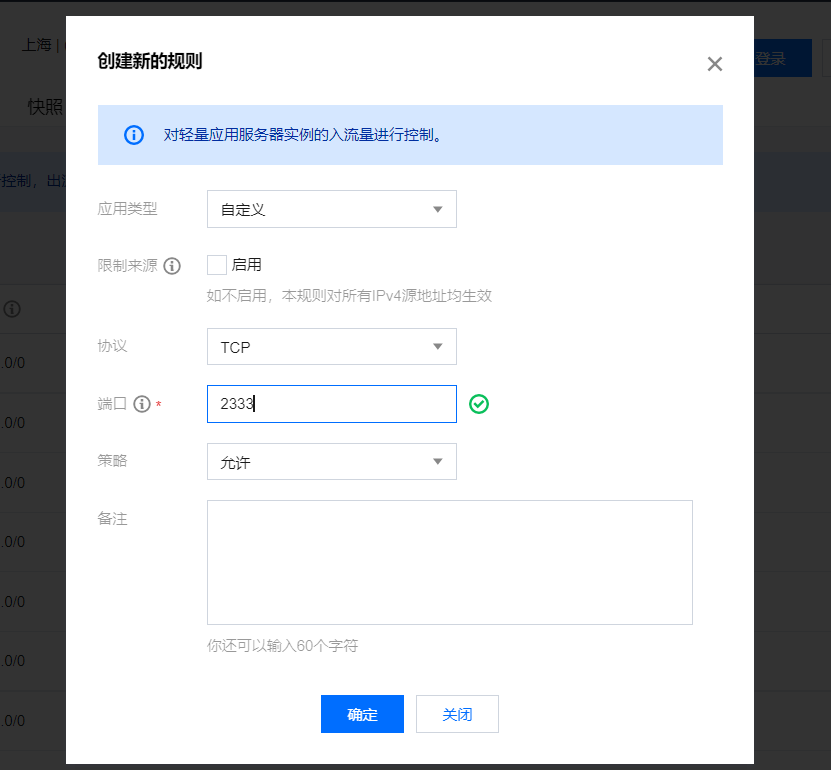 上海 |
登录
快照
控制，出
.0/0
.0/0
.0/0
.0/0
.0/0
.0/0
.0/0
创建新的规则
对轻量应用服务器实例的入流量进行控制。
应用类型 自定义
限制来源 启用
如不启用，本规则对所有IPv4源地址均生效
协议 TCP
端口 * 2333
策略 允许
备注
你还可以输入60个字符
确定 关闭